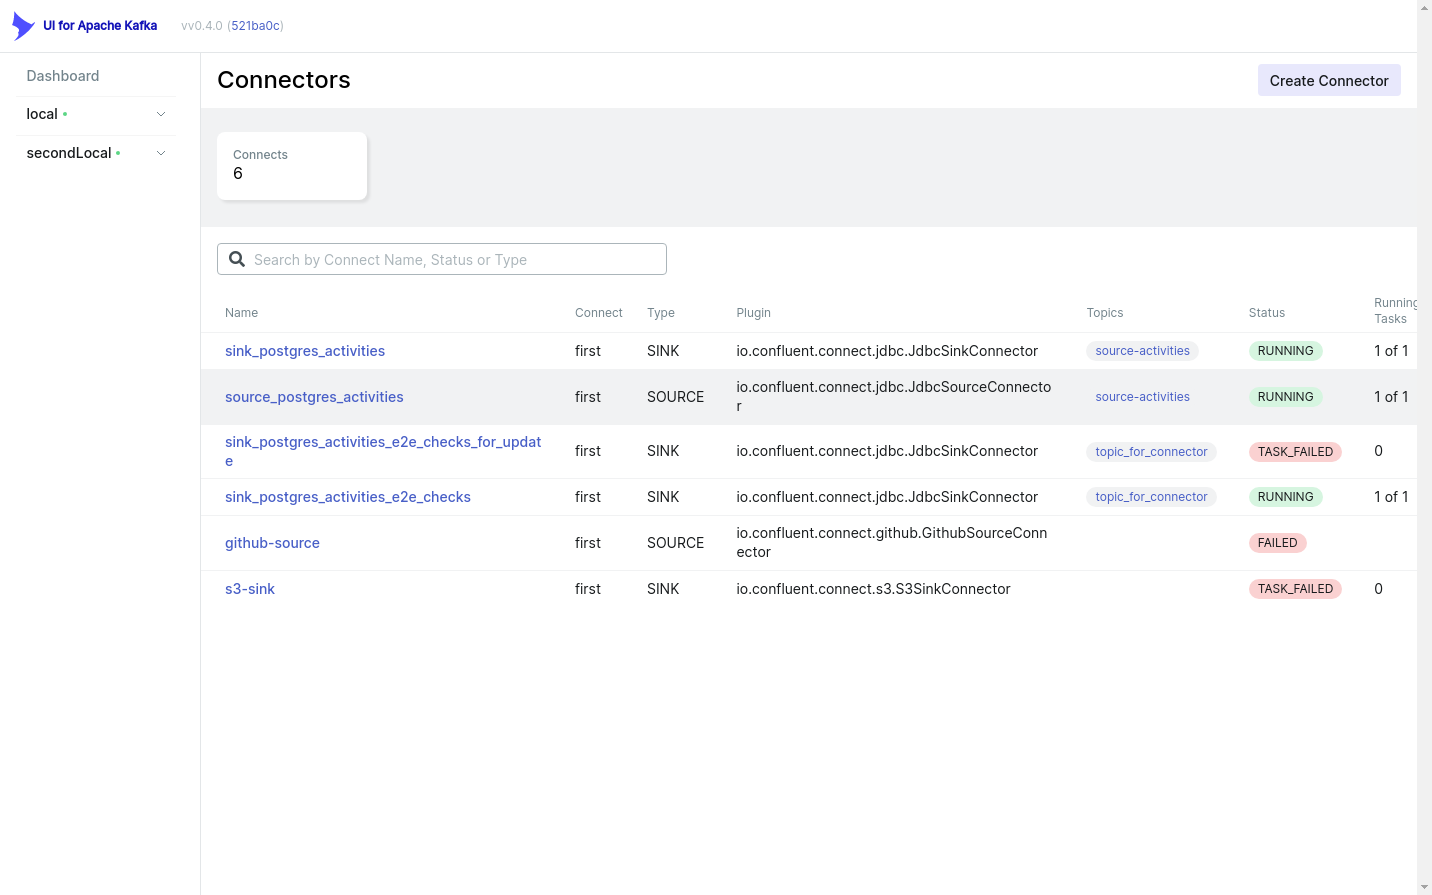 UI for Apache Kafka vv0.4.0 (521ba0c)
Dashboard
local
secondLocal
Connectors
Create Connector
Connects
6
Search by Connect Name, Status or Type
Name Connect Type Plugin Topics Status Running
Tasks
sink_postgres_activities first SINK io.confluent.connect.jdbc.JdbcSinkConnector source-activities RUNNING 1 of 1
source_postgres_activities first SOURCE io.confluent.connect.jdbc.JdbcSourceConnecto source-activities RUNNING 1 of 1
r
sink_postgres_activities_e2e_checks_for_updat first SINK io.confluent.connect.jdbc.JdbcSinkConnector topic_for_connector TASK_FAILED 0
e
sink_postgres_activities_e2e_checks first SINK io.confluent.connect.jdbc.JdbcSinkConnector topic_for_connector RUNNING 1 of 1
github-source first SOURCE io.confluent.connect.github.GithubSourceConn FAILED
ector
s3-sink first SINK io.confluent.connect.s3.S3SinkConnector TASK_FAILED 0